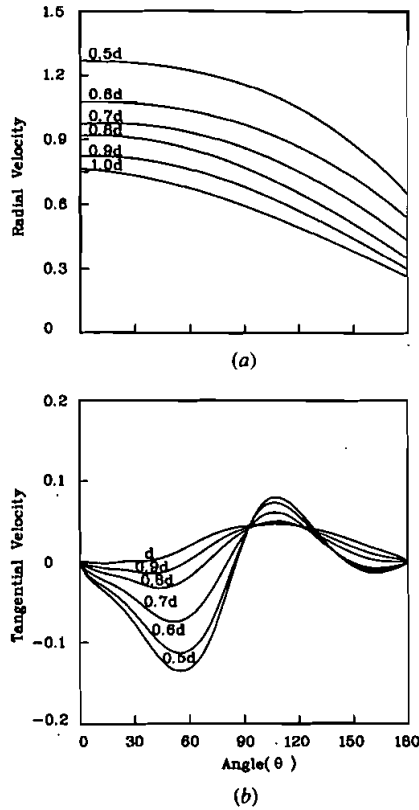 1.5
1.2
0.9
0.6
0.3
0
Radial Velocity
0.5d
0.6d
0.7d
0.8d
0.9d
1.0d
(a)
0.2
0.1
0
-0.1
-0.2
Tangential Velocity
d
0.9d
0.8d
0.7d
0.6d
0.5d
0 30 60 90 120 150 180
Angle(θ)
(b)